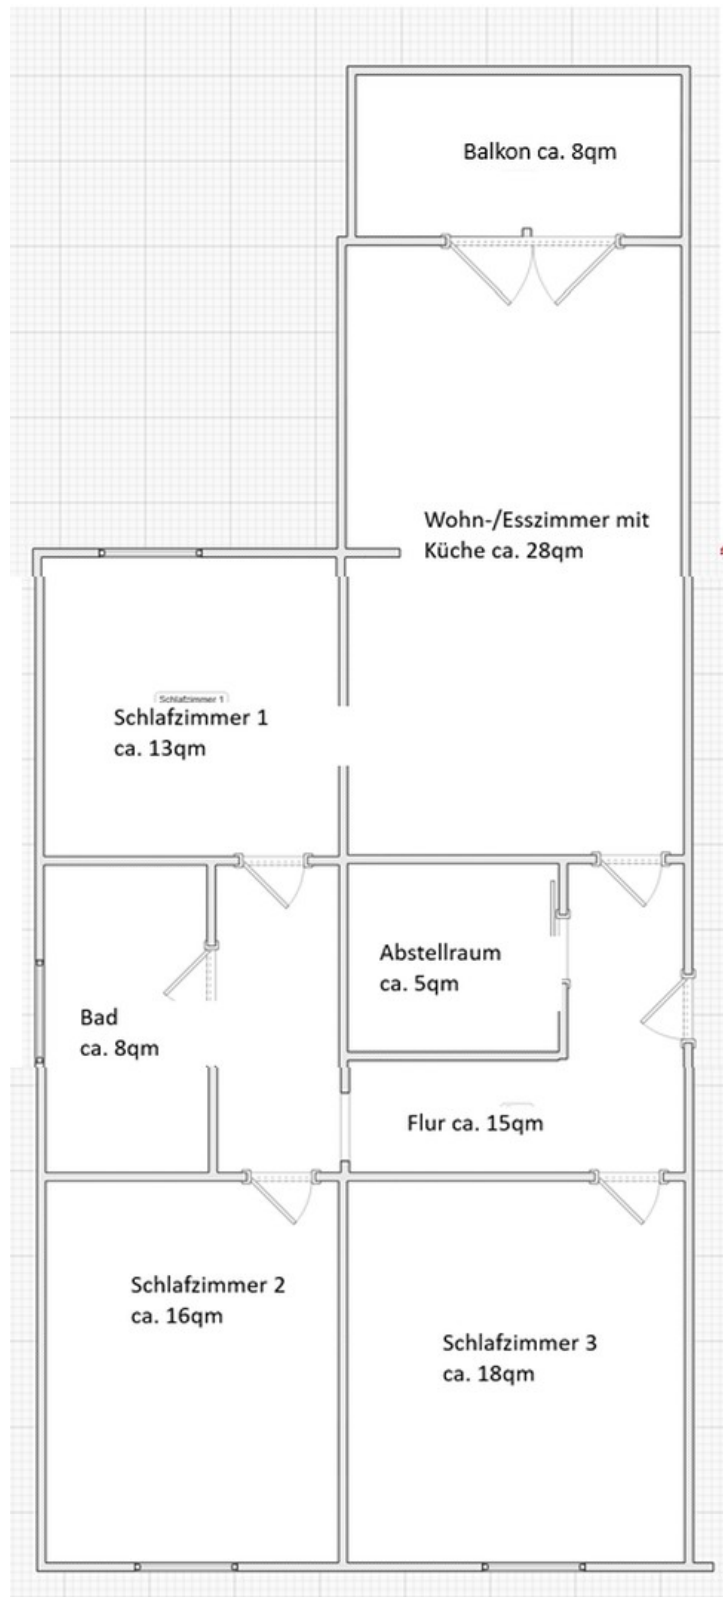 Balkon ca. 8qm
Wohn-/Esszimmer mit
Küche ca. 28qm
Schlafzimmer 1
Schlafzimmer 1
ca. 13qm
Abstellraum
ca. 5qm
Bad
ca. 8qm
Flur ca. 15qm
Schlafzimmer 2
ca. 16qm
Schlafzimmer 3
ca. 18qm